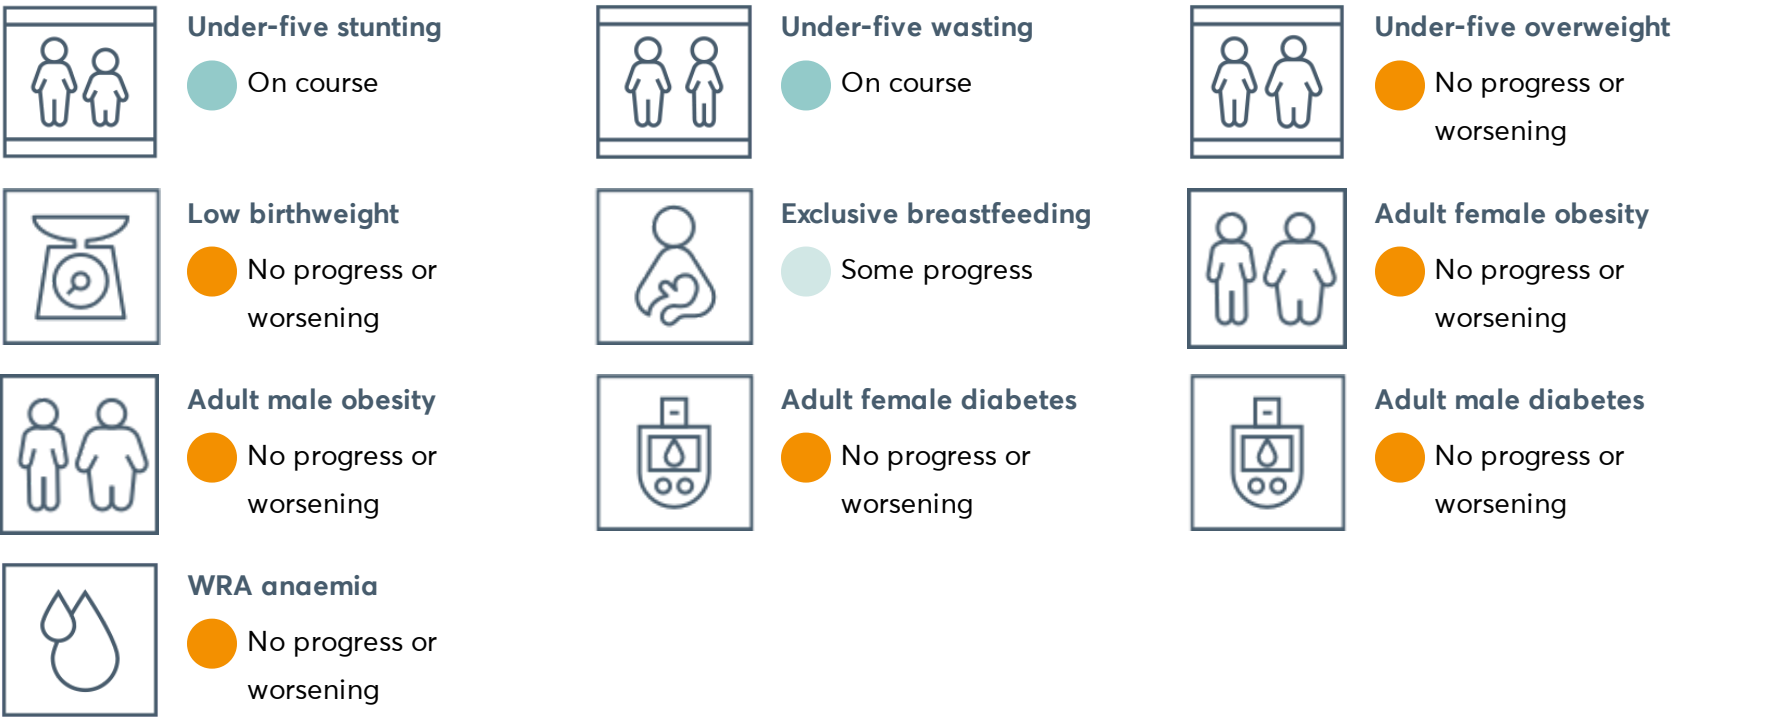 Under-five stunting
On course
Under-five wasting
On course
Under-five overweight
No progress or
worsening
Low birthweight
No progress or
worsening
Exclusive breastfeeding
Some progress
Adult female obesity
No progress or
worsening
Adult male obesity
No progress or
worsening
Adult female diabetes
No progress or
worsening
Adult male diabetes
No progress or
worsening
WRA anaemia
No progress or
worsening